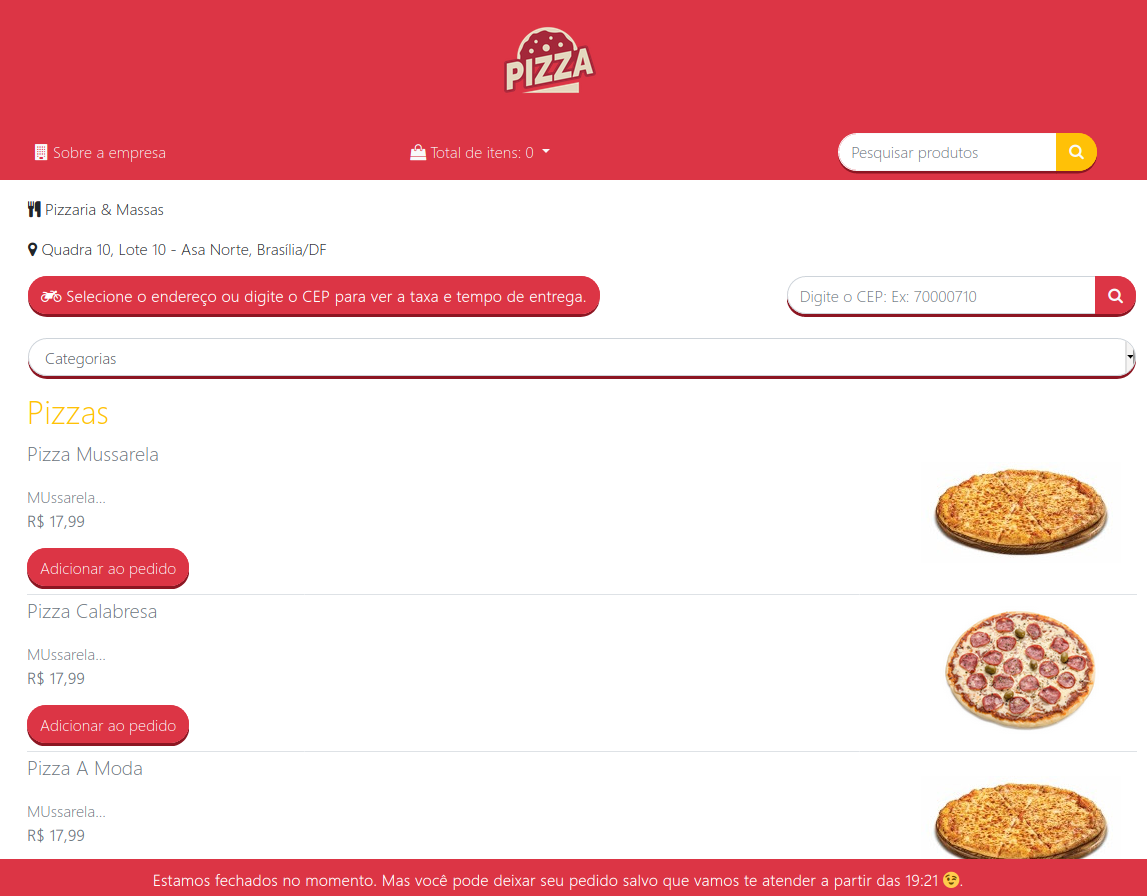 PIZZA
Sobre a empresa
Total de itens: 0
Pesquisar produtos
Pizzaria & Massas
Quadra 10, Lote 10 - Asa Norte, Brasília/DF
Selecione o endereço ou digite o CEP para ver a taxa e tempo de entrega.
Digite o CEP: Ex: 70000710
Categorias
Pizzas
Pizza Mussarela
MUssarela...
R$ 17,99
Adicionar ao pedido
Pizza Calabresa
MUssarela...
R$ 17,99
Adicionar ao pedido
Pizza A Moda
MUssarela...
R$ 17,99
Estamos fechados no momento. Mas você pode deixar seu pedido salvo que vamos te atender a partir das 19:21 😉.